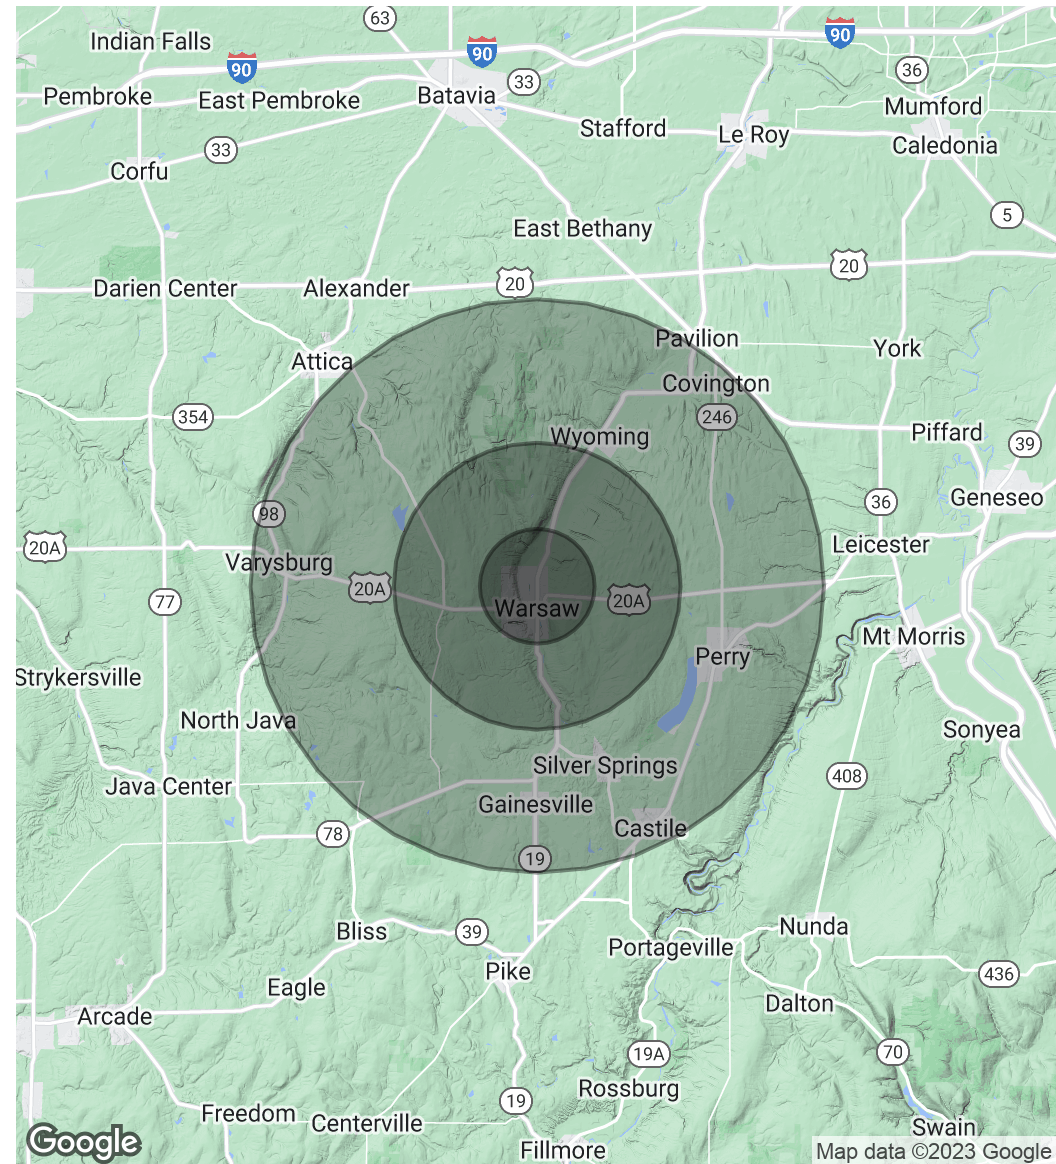 63
Indian Falls
90
90
90
33
36
Pembroke
East Pembroke
Batavia
Mumford
Stafford
Le Roy
Caledonia
33
Corfu
5
East Bethany
20
20
Darien Center
Alexander
Pavilion
York
Attica
Covington
354
246
Wyoming
Piffard
39
Geneseo
36
98
20A
Leicester
Varysburg
20A
20A
77
Warsaw
Mt Morris
Perry
Strykersville
North Java
Sonyea
Silver Springs
408
Java Center
Gainesville
78
Castile
19
Nunda
Bliss
39
Portageville
Pike
436
Eagle
Dalton
Arcade
19A
70
Rossburg
19
Freedom
Centerville
Swain
Google
Fillmore
Map data ©2023 Google